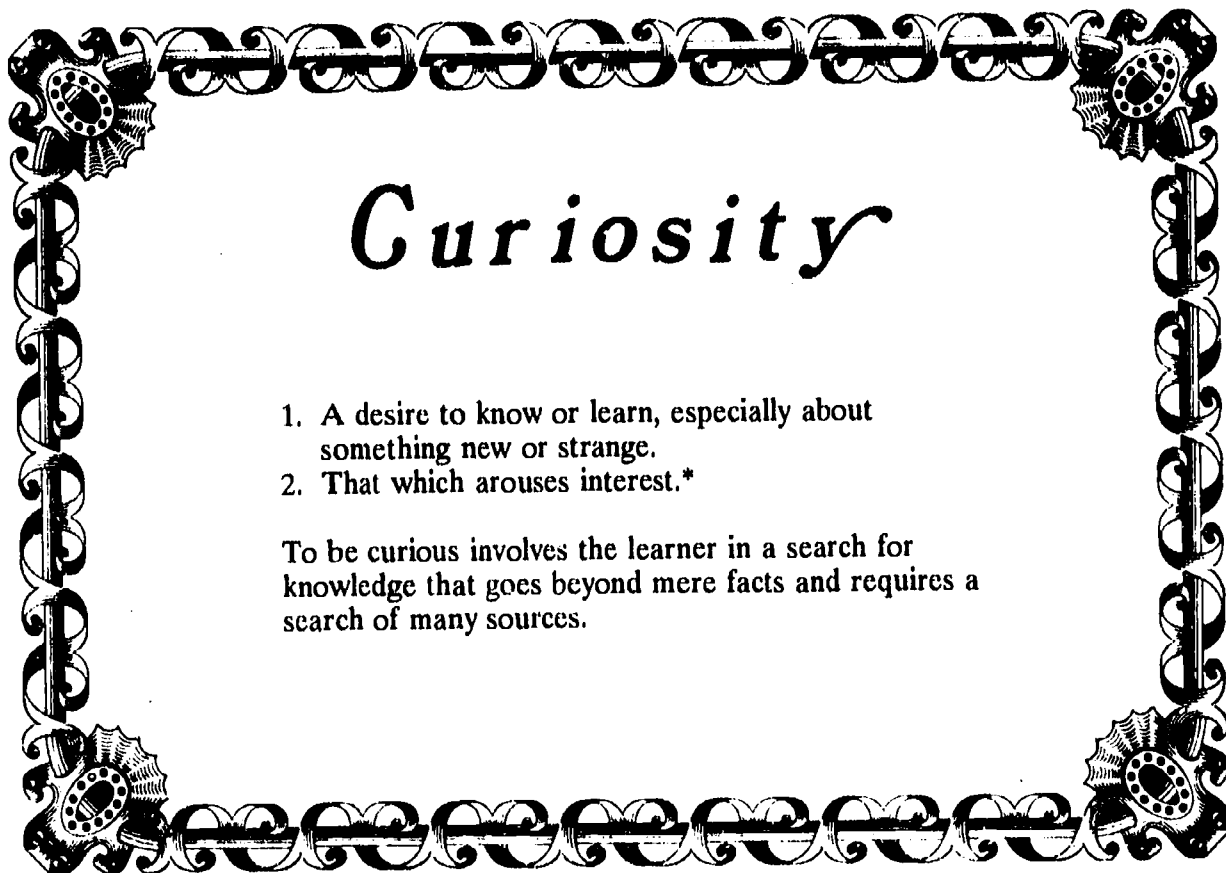 Curiosity
1. A desire to know or learn, especially about
something new or strange.
2. That which arouses interest.*
To be curious involves the learner in a search for
knowledge that goes beyond mere facts and requires a
search of many sources.